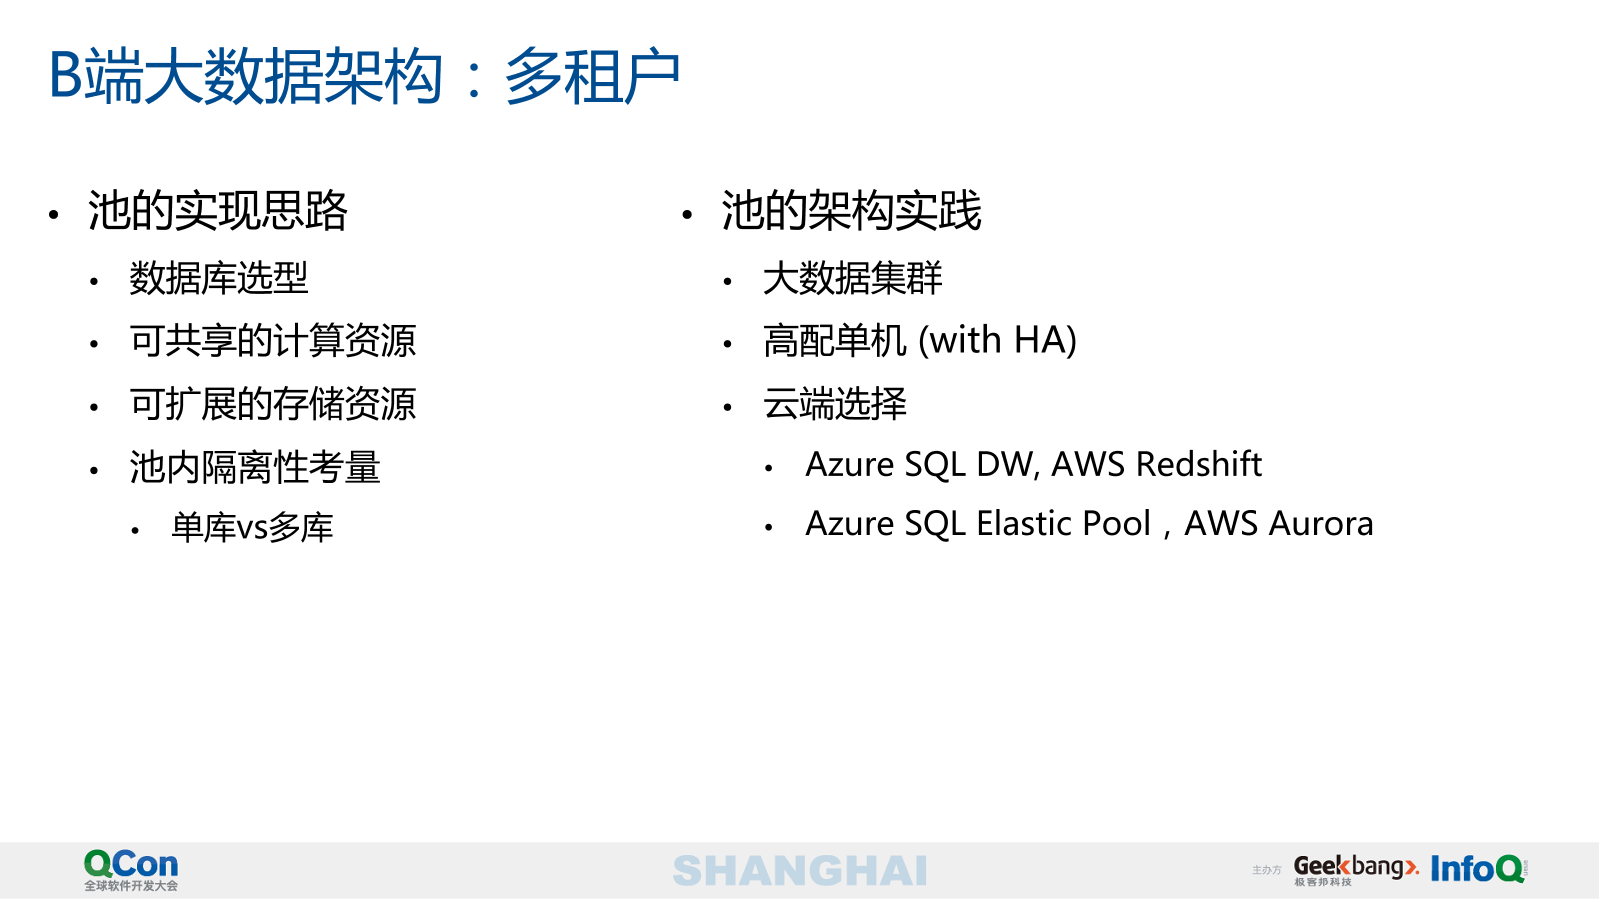 B端大数据架构：多租户
• 池的实现思路
• 数据库选型
• 可共享的计算资源
• 可扩展的存储资源
• 池内隔离性考量
• 单库vs多库
• 池的架构实践
• 大数据集群
• 高配单机 (with HA)
• 云端选择
• Azure SQL DW, AWS Redshift
• Azure SQL Elastic Pool，AWS Aurora
QCon
全球软件开发大会
SHANGHAI
主办方
Geekbang>.
极客邦科技
InfoQ